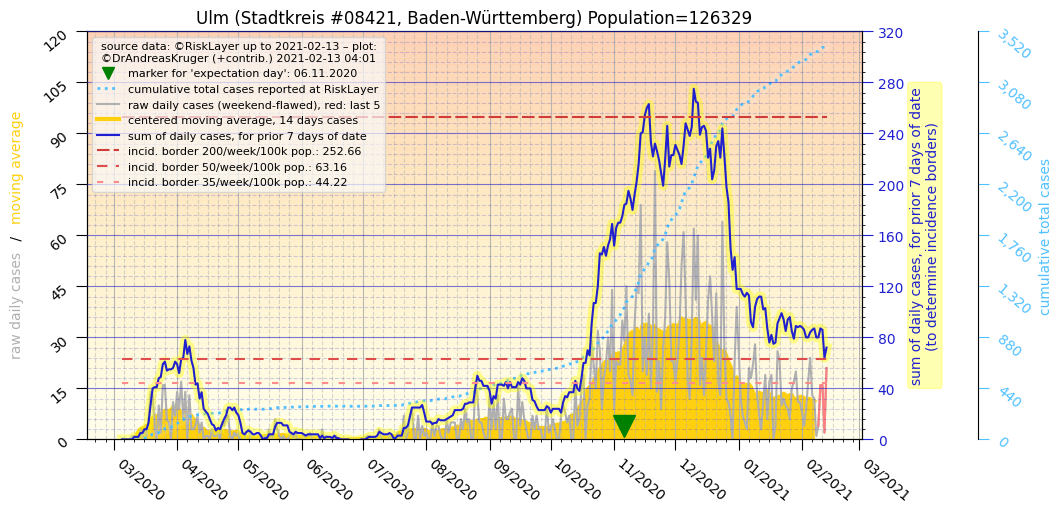 Ulm (Stadtkreis #08421, Baden-Württemberg) Population=126329
source data: ©RiskLayer up to 2021-02-13 – plot:
©DrAndreasKruger (+contrib.) 2021-02-13 04:01
marker for 'expectation day': 06.11.2020
cumulative total cases reported at RiskLayer
raw daily cases (weekend-flawed), red: last 5
centered moving average, 14 days cases
sum of daily cases, for prior 7 days of date
incid. border 200/week/100k pop.: 252.66
incid. border 50/week/100k pop.: 63.16
incid. border 35/week/100k pop.: 44.22
raw daily cases / moving average
120
105
90
75
60
45
30
15
0
03/2020
04/2020
05/2020
06/2020
07/2020
08/2020
09/2020
10/2020
11/2020
12/2020
01/2021
02/2021
03/2021
320
280
240
200
160
120
80
40
0
sum of daily cases, for prior 7 days of date
(to determine incidence borders)
3,520
3,080
2,640
2,200
1,760
1,320
880
440
0
cumulative total cases